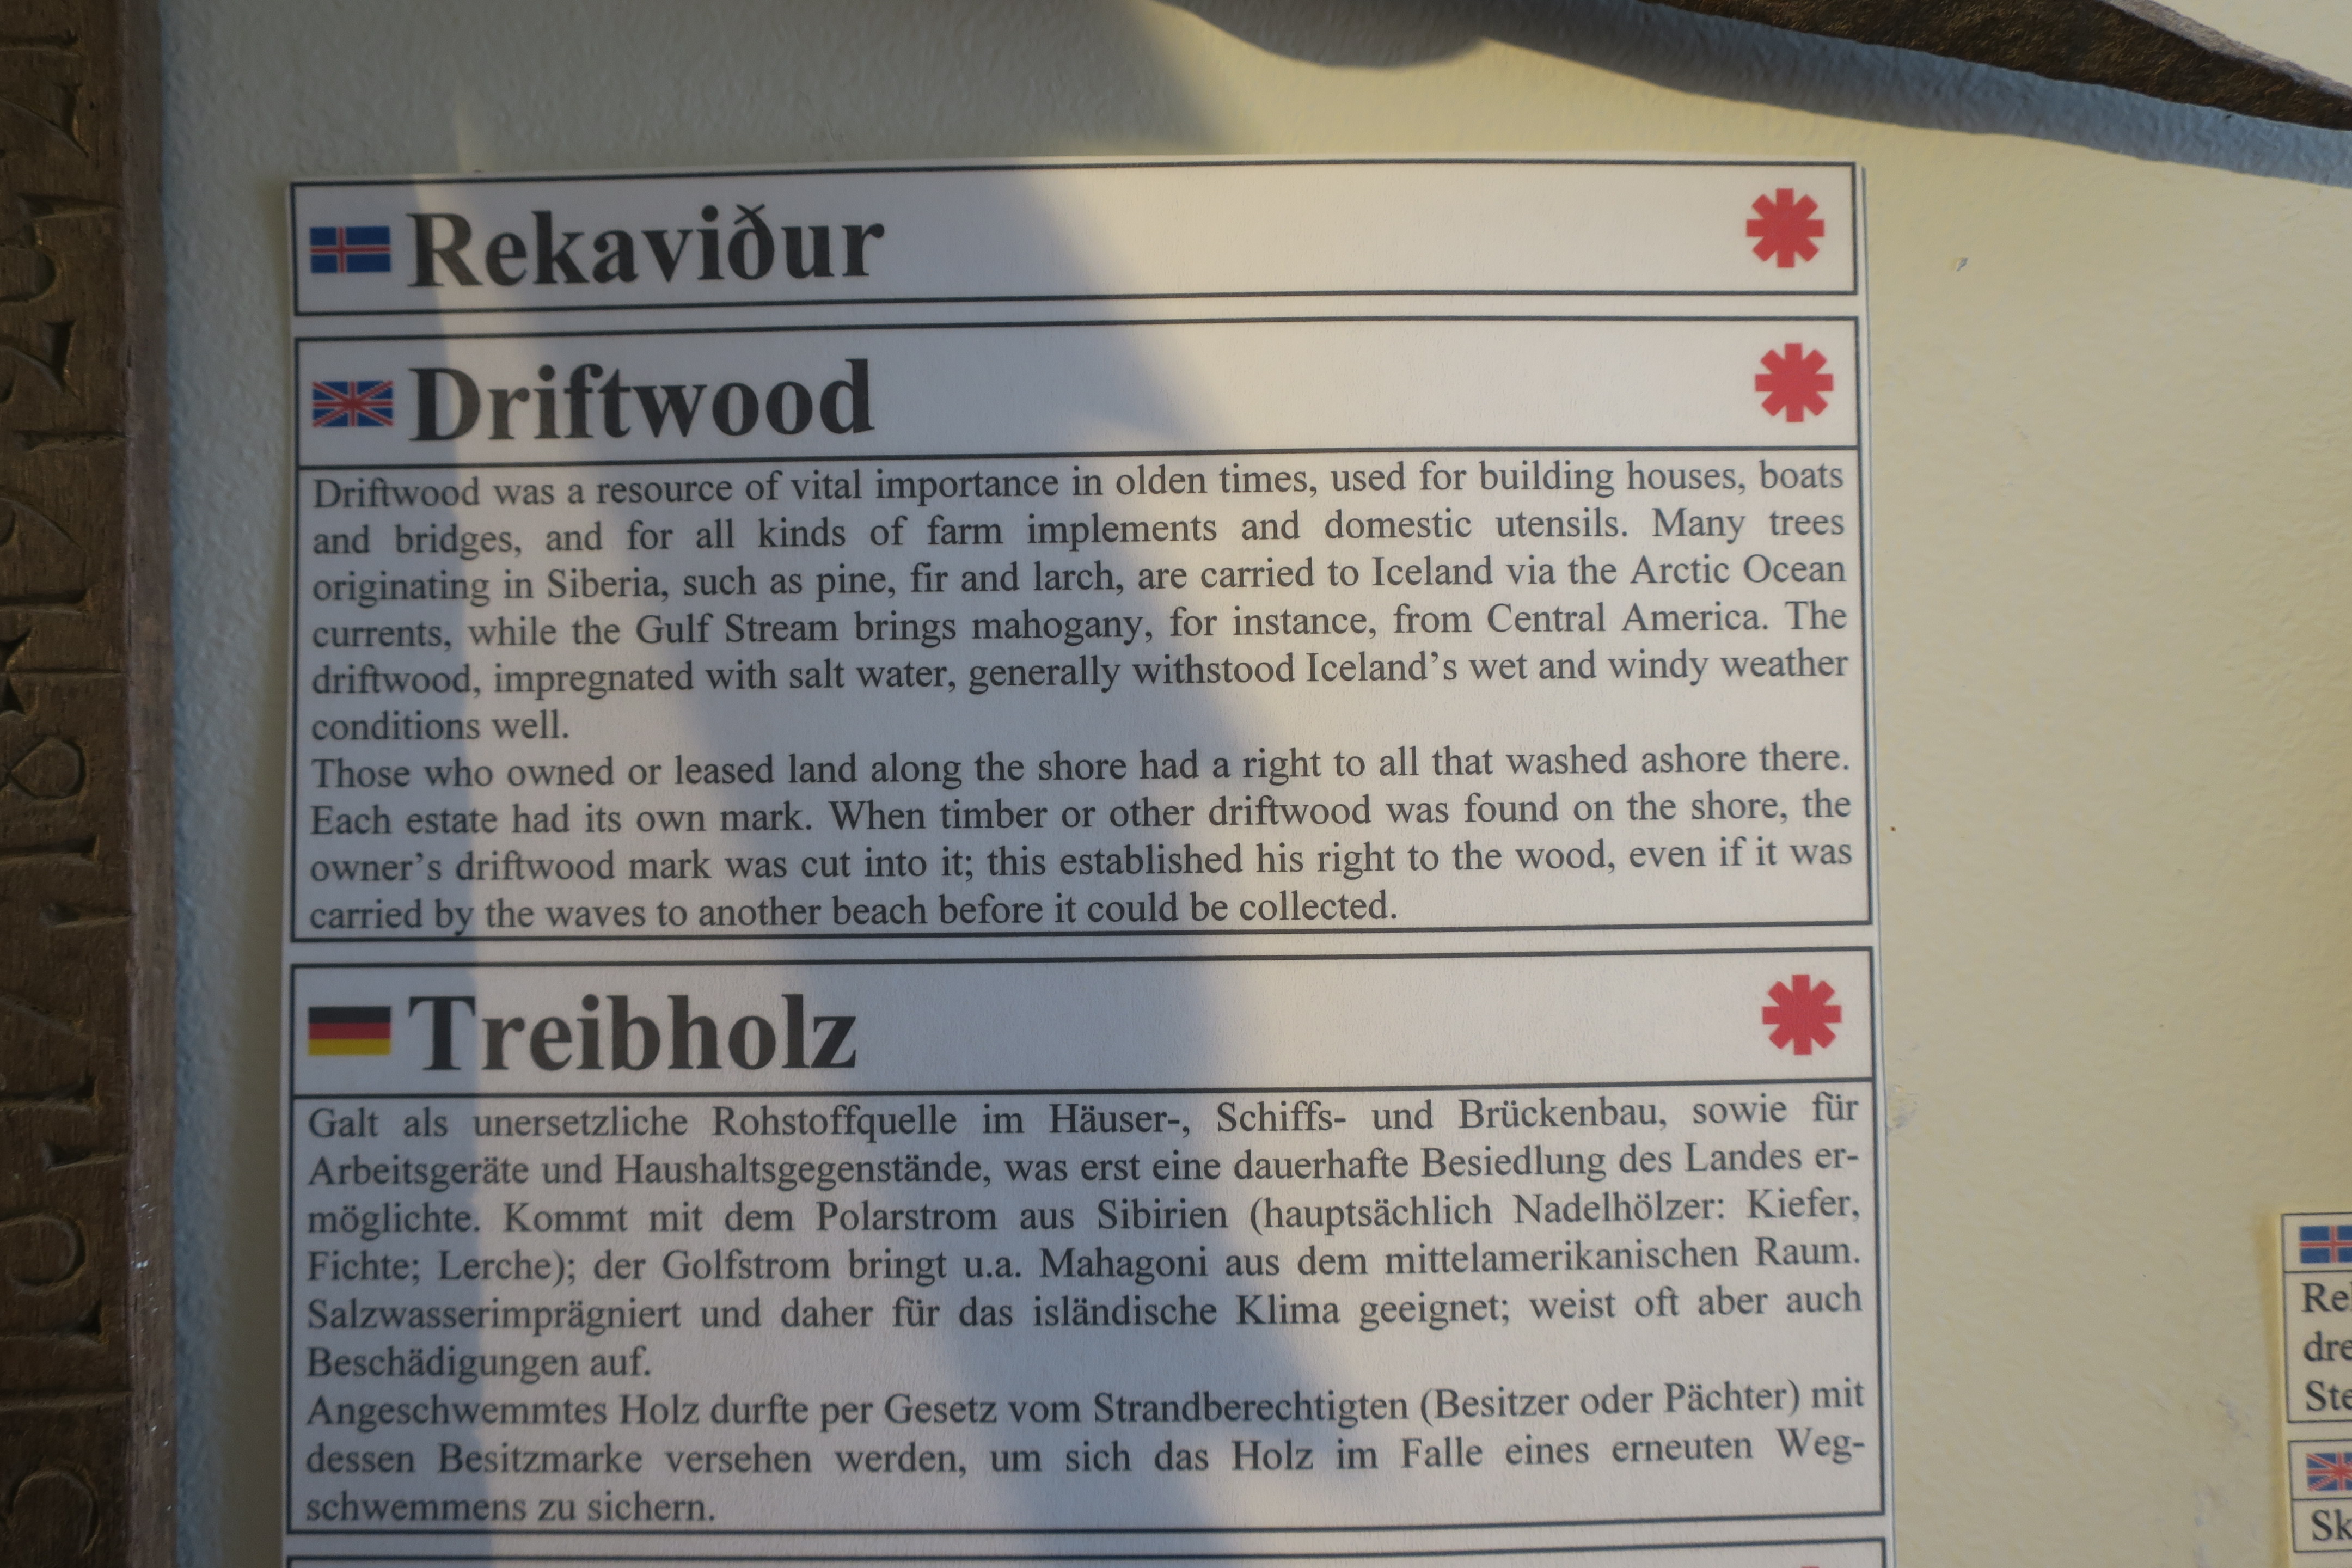 Rekaviður
Driftwood
Driftwood was a resource of vital importance in olden times, used for building houses, boats
and bridges, and for all kinds of farm implements and domestic utensils. Many trees
originating in Siberia, such as pine, fir and larch, are carried to Iceland via the Arctic Ocean
currents, while the Gulf Stream brings mahogany, for instance, from Central America. The
driftwood, impregnated with salt water, generally withstood Iceland’s wet and windy weather
conditions well.
Those who owned or leased land along the shore had a right to all that washed ashore there.
Each estate had its own mark. When timber or other driftwood was found on the shore, the
owner’s driftwood mark was cut into it; this established his right to the wood, even if it was
carried by the waves to another beach before it could be collected.
Treibholz
Galt als unersetzliche Rohstoffquelle im Häuser-, Schiffs- und Brückenbau, sowie für
Arbeitsgeräte und Haushaltsgegenstände, was erst eine dauerhafte Besiedlung des Landes er-
möglichte. Kommt mit dem Polarstrom aus Sibirien (hauptsächlich Nadelhölzer: Kiefer,
Fichte; Lerche); der Golfstrom bringt u.a. Mahagoni aus dem mittelamerikanischen Raum.
Salzwasserimprägniert und daher für das isländische Klima geeignet; weist oft aber auch
Beschädigungen auf.
Angeschwemmtes Holz durfte per Gesetz vom Strandberechtigten (Besitzer oder Pächter) mit
dessen Besitzmarke versehen werden, um sich das Holz im Falle eines erneuten Weg-
schwemmens zu sichern.
dre
Ste
Sk